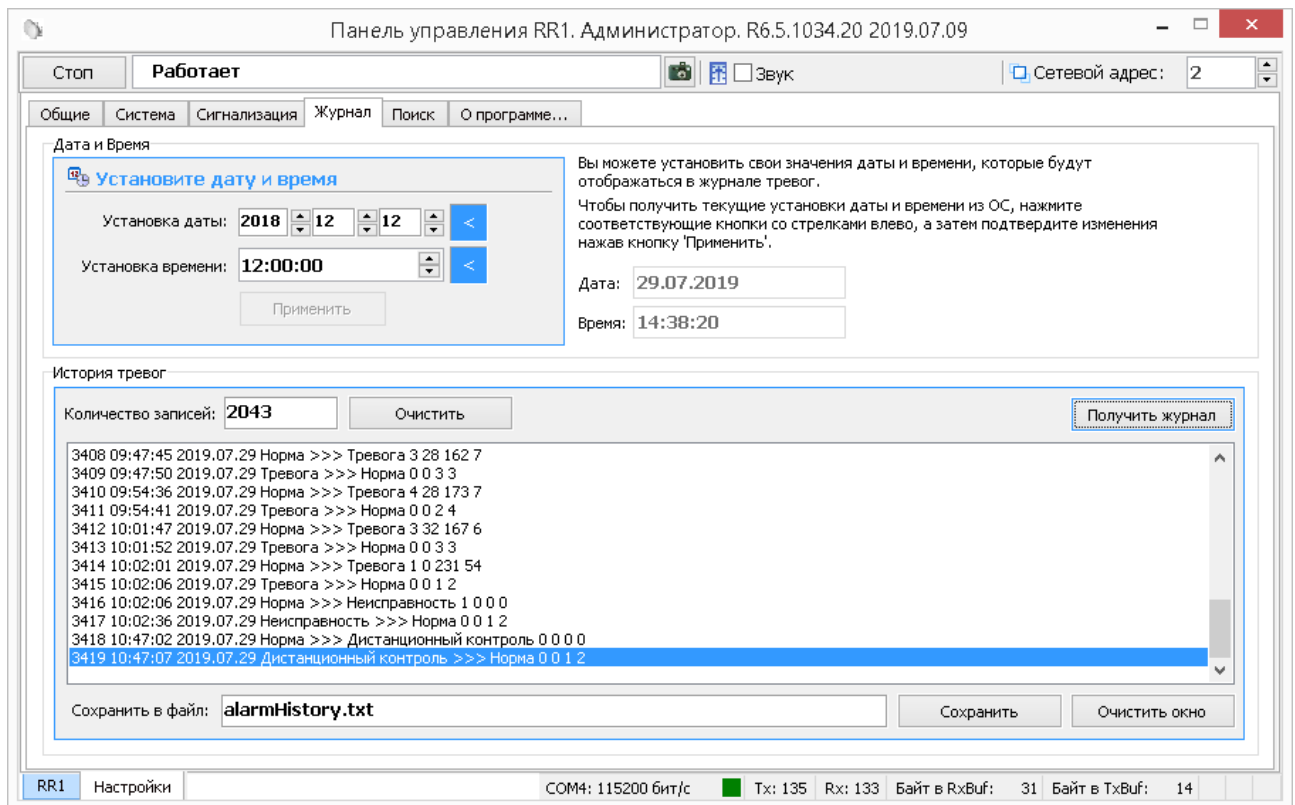 Панель управления RR1. Администратор. R6.5.1034.20 2019.07.09
Стоп Работает Звук Сетевой адрес: 2
Общие Система Сигнализация Журнал Поиск О программе...
Дата и Время
Установите дату и время
Установка даты: 2018 12 12 <
Установка времени: 12:00:00 <
Применить
Вы можете установить свои значения даты и времени, которые будут
отображаться в журнале тревог.
Чтобы получить текущие установки даты и времени из ОС, нажмите
соответствующие кнопки со стрелками влево, а затем подтвердите изменения
нажав кнопку 'Применить'.
Дата: 29.07.2019
Время: 14:38:20
История тревог
Количество записей: 2043 Очистить Получить журнал
3408 09:47:45 2019.07.29 Норма >>> Тревога 3 28 162 7
3409 09:47:50 2019.07.29 Тревога >>> Норма 0 0 3 3
3410 09:54:36 2019.07.29 Норма >>> Тревога 4 28 173 7
3411 09:54:41 2019.07.29 Тревога >>> Норма 0 0 2 4
3412 10:01:47 2019.07.29 Норма >>> Тревога 3 32 167 6
3413 10:01:52 2019.07.29 Тревога >>> Норма 0 0 3 3
3414 10:02:01 2019.07.29 Норма >>> Тревога 1 0 231 54
3415 10:02:06 2019.07.29 Тревога >>> Норма 0 0 1 2
3416 10:02:06 2019.07.29 Норма >>> Неисправность 1 0 0 0
3417 10:02:36 2019.07.29 Неисправность >>> Норма 0 0 1 2
3418 10:47:02 2019.07.29 Норма >>> Дистанционный контроль 0 0 0 0
3419 10:47:07 2019.07.29 Дистанционный контроль >>> Норма 0 0 1 2
Сохранить в файл: alarmHistory.txt Сохранить Очистить окно
RR1 Настройки COM4: 115200 бит/с Tx: 135 Rx: 133 Байт в RxBuf: 31 Байт в TxBuf: 14